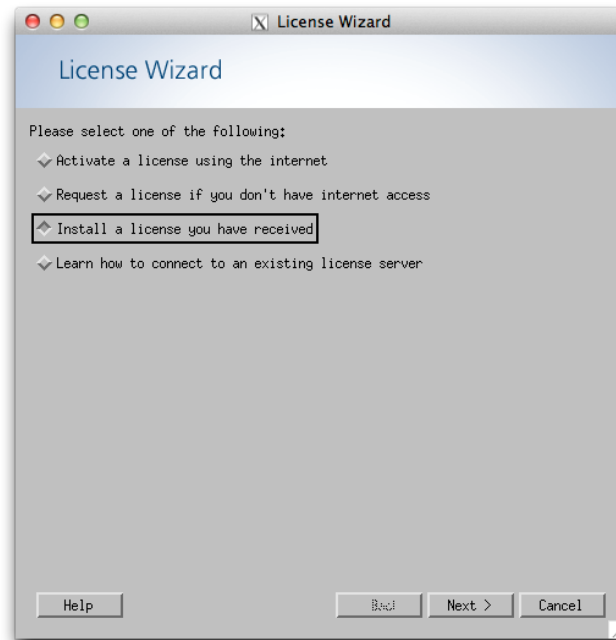 License Wizard
License Wizard
Please select one of the following:
Activate a license using the internet
Request a license if you don't have internet access
Install a license you have received
Learn how to connect to an existing license server
Help
Next >
Cancel